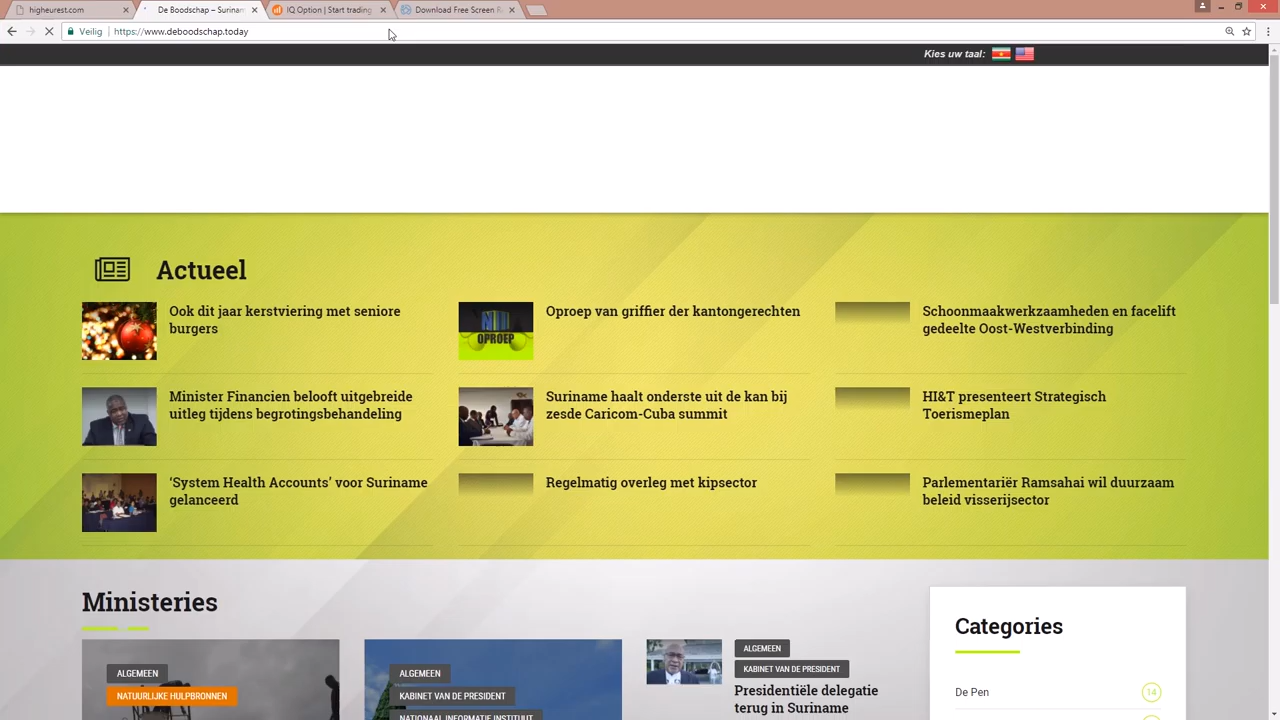 higheurest.com
De Boodschap – Surinam
IQ Option | Start trading
Download Free Screen R
Veilig
https://www.deboodschap.today
Kies uw taal:
Actueel
Ook dit jaar kerstviering met seniore
burgers
Oproep van griffier der kantongerechten
OPROEP
Schoonmaakwerkzaamheden en facelift
gedeelte Oost-Westverbinding
Minister Financien belooft uitgebreide
uitleg tijdens begrotingsbehandeling
Suriname haalt onderste uit de kan bij
zesde Caricom-Cuba summit
HI&T presenteert Strategisch
Toerismeplan
‘System Health Accounts’ voor Suriname
gelanceerd
Regelmatig overleg met kipsector
Parlementariër Ramsahai wil duurzaam
beleid visserijsector
Ministeries
ALGEMEEN
NATUURLIJKE HULPBRONNEN
ALGEMEEN
KABINET VAN DE PRESIDENT
NATIONAAL INFORMATIE INSTITUUT
ALGEMEEN
KABINET VAN DE PRESIDENT
Presidentiële delegatie
terug in Suriname
Categories
De Pen
14